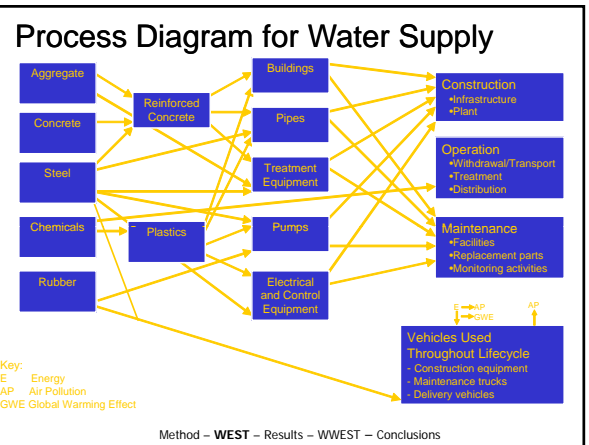 Process Diagram for Water Supply
Aggregate
Concrete
Steel
Chemicals
Rubber
Reinforced
Concrete
Plastics
Buildings
Pipes
Treatment
Equipment
Pumps
Electrical
and Control
Equipment
Construction
•Infrastructure
•Plant
Operation
•Withdrawal/Transport
•Treatment
•Distribution
Maintenance
•Facilities
•Replacement parts
•Monitoring activities
E AP AP
GWE
Vehicles Used
Throughout Lifecycle
- Construction equipment
- Maintenance trucks
- Delivery vehicles
Key:
E Energy
AP Air Pollution
GWE Global Warming Effect
Method – WEST – Results – WWEST – Conclusions